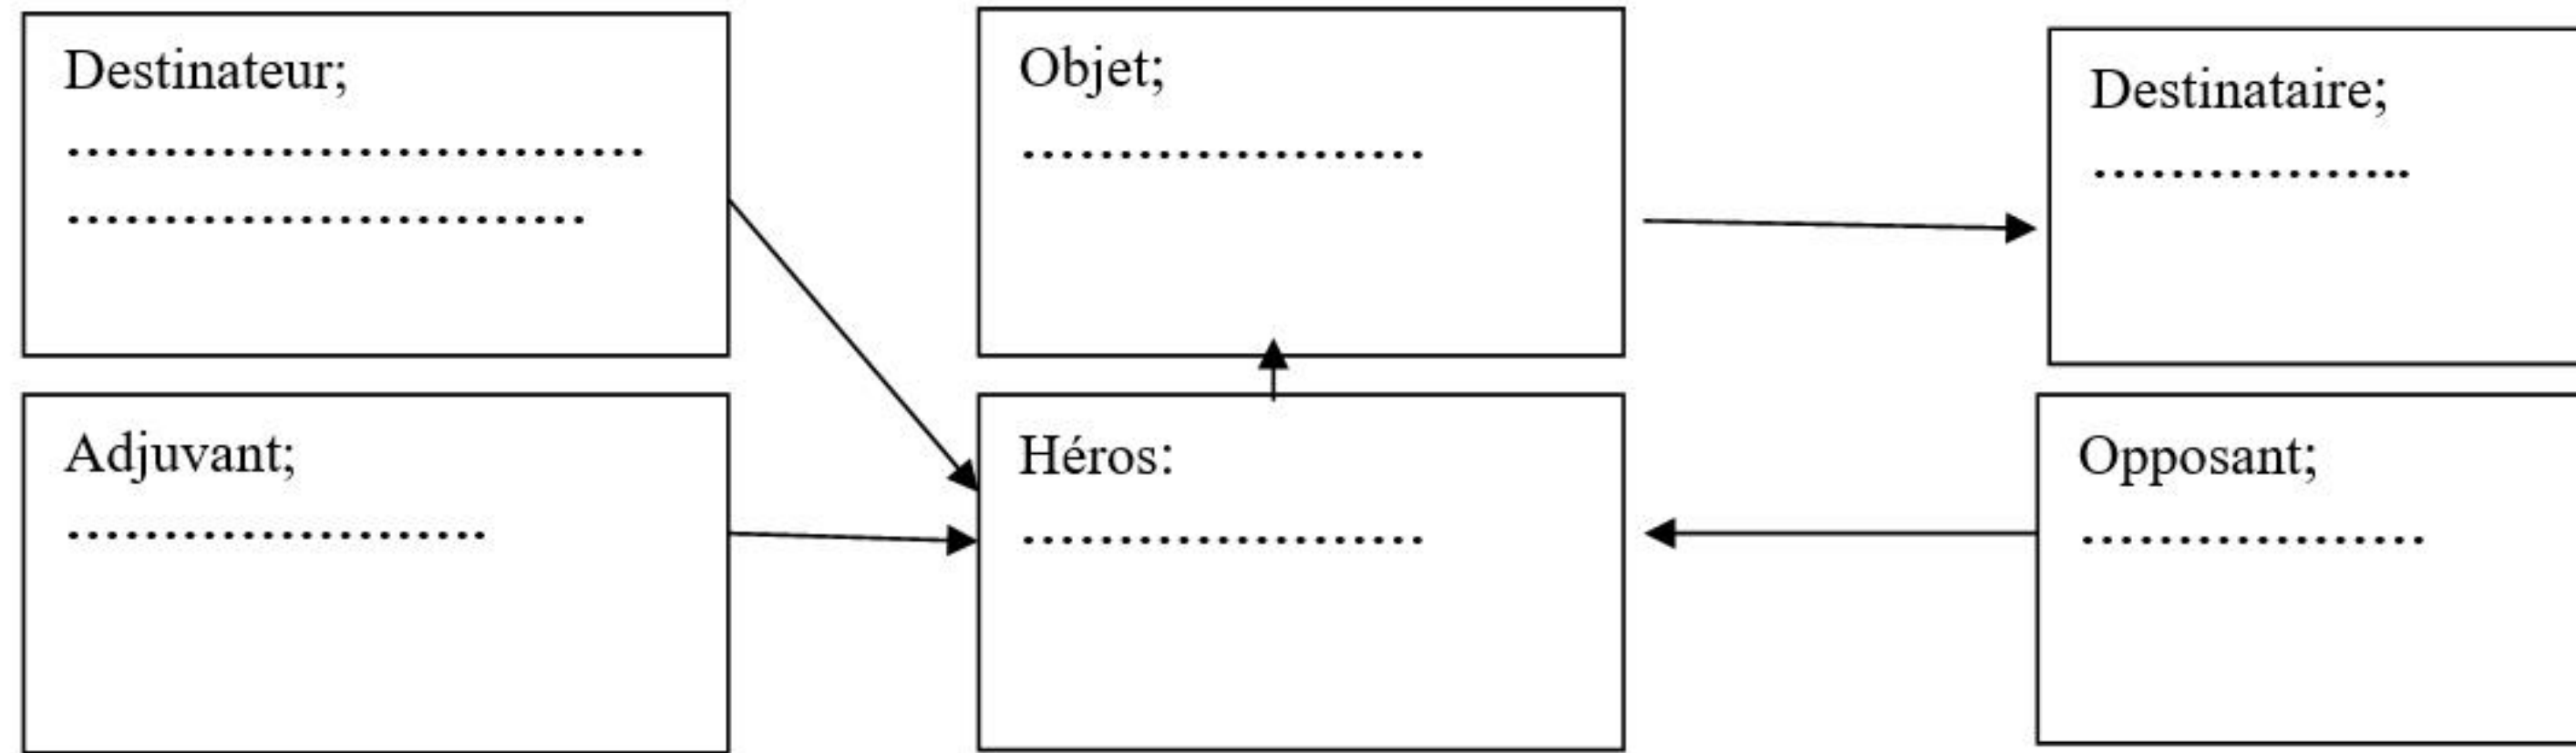 Destinateur;
..............................
...........................
Objet;
.....................
Destinataire;
.................
Adjuvant;
......................
Héros:
.....................
Opposant;
..................